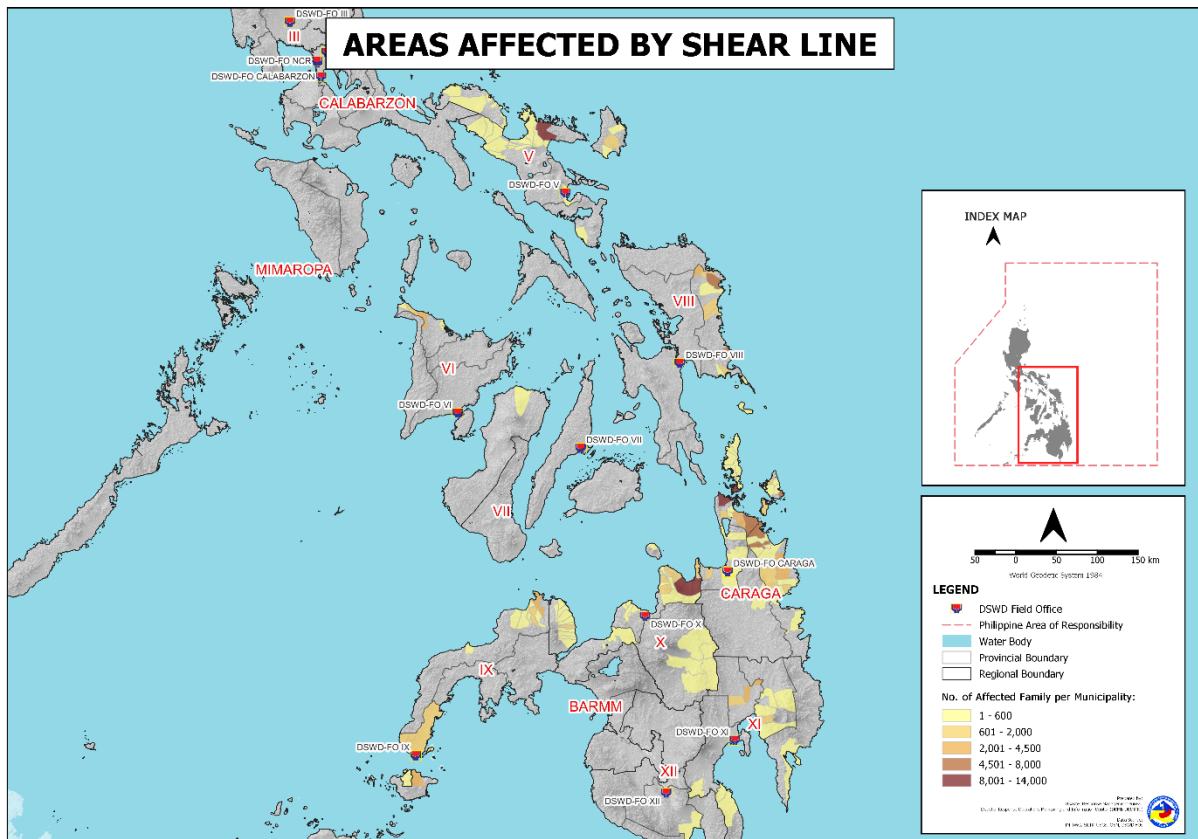 AREAS AFFECTED BY SHEAR LINE
DSWD-FO III
III
DSWD-FO NCR
DSWD-FO CALABARZON
CALABARZON
V
DSWD-FO V
MIMAROPA
VIII
DSWD-FO VIII
VI
DSWD-FO VI
DSWD-FO VII
VII
DSWD-FO CARAGA
CARAGA
DSWD-FO X
X
IX
BARMM
DSWD-FO IX
XI
DSWD-FO XI
XII
DSWD-FO XII
INDEX MAP
50 0 50 100 150 km
World Geodetic System 1984
LEGEND
DSWD Field Office
Philippine Area of Responsibility
Water Body
Provincial Boundary
Regional Boundary
No. of Affected Family per Municipality:
1 - 600
601 - 2,000
2,001 - 4,500
4,501 - 8,000
8,001 - 14,000
Prepared By: